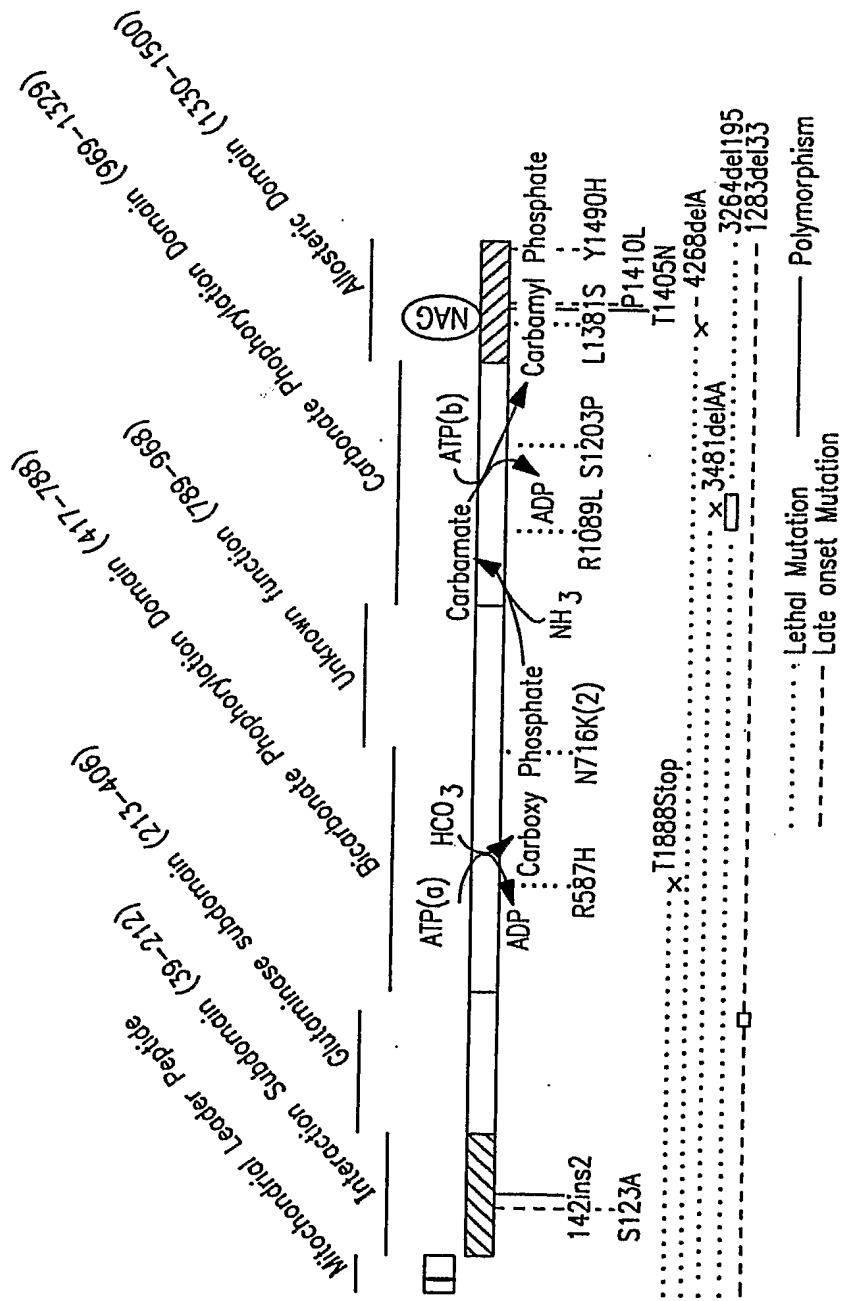 Mitochondrial Leader Peptide
Interaction Subdomain (39-212)
Glutaminase subdomain (213-406)
Bicarbonate Phophorylation Domain (417-788)
Unknown function (789-968)
Carbonate Phophorylation Domain (969-1329)
Allosteric Domain (1330-1500)
NAG
ATP(a)
HCO3
Carbamate
ATP(b)
ADP
Carboxy Phosphate
NH3
ADP
Carbamyl Phosphate
142ins2
R587H
N716K(2)
R1089L
S1203P
L1381S
Y1490H
S123A
P1410L
T1405N
T1888Stop
4268delA
3481delAA
3264del195
1283del33
Lethal Mutation
Late onset Mutation
Polymorphism